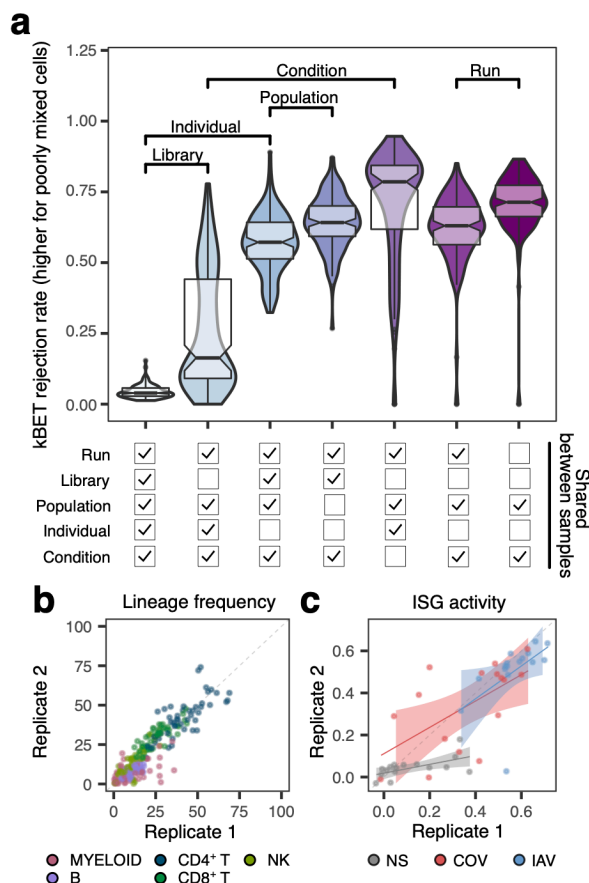 a
kBET rejection rate (higher for poorly mixed cells)
1.25
1.00
0.75
0.50
0.25
0.00
Condition
Run
Population
Individual
Library
Run
Library
Population
Individual
Condition
Shared
between samples
b
Lineage frequency
Replicate 2
100
75
50
25
0
0 25 50 75 100
Replicate 1
MYELOID
CD4+ T
NK
B
CD8+ T
c
ISG activity
Replicate 2
0.6
0.4
0.2
0.0
0.0 0.2 0.4 0.6
Replicate 1
NS
COV
IAV